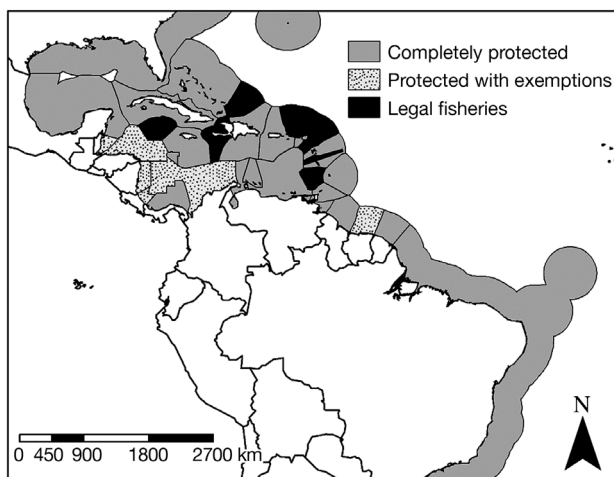 Completely protected
Protected with exemptions
Legal fisheries
N
0 450 900 1800 2700 km